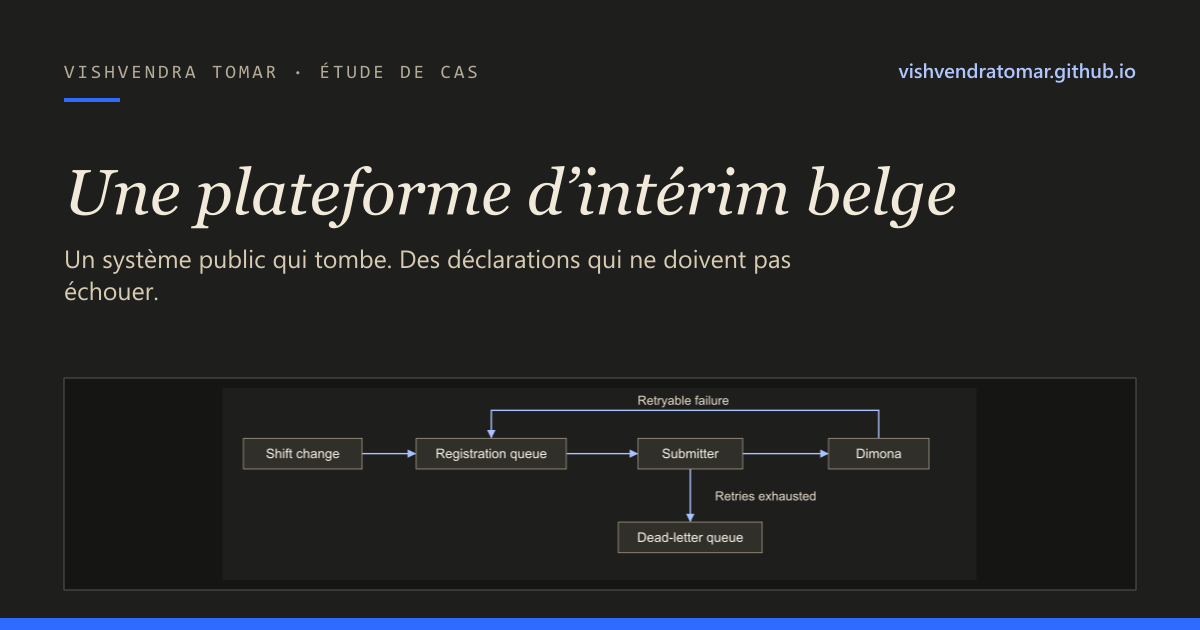 VISHVENDRA TOMAR · ÉTUDE DE CAS
vishvendratomar.github.io
Une plateforme d’intérim belge
Un système public qui tombe. Des déclarations qui ne doivent pas
échouer.
Retryable failure
Shift change
Registration queue
Submitter
Dimona
Retries exhausted
Dead-letter queue